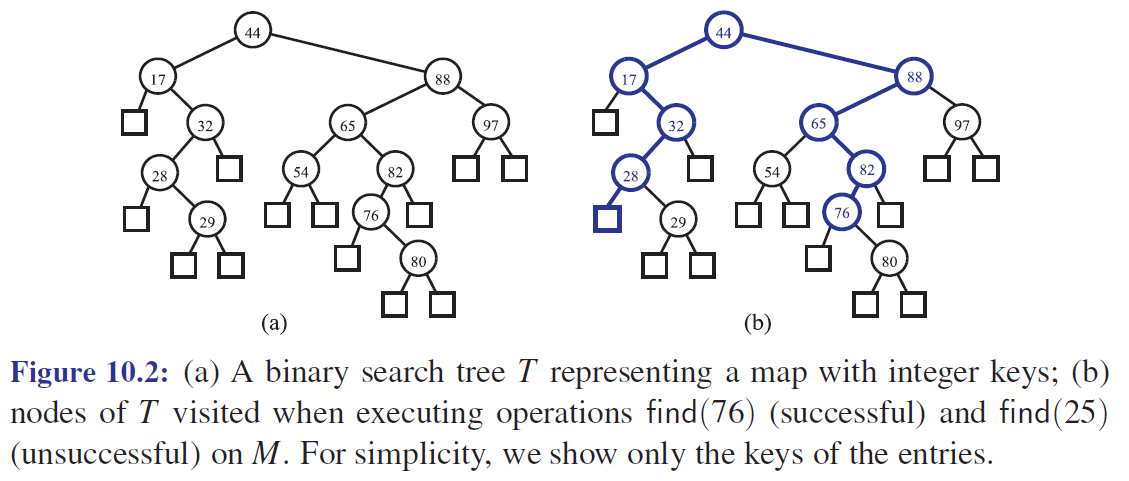 44 44
17 88 17 88
32 65 97 32 65 97
28 54 82 28 54 82
29 76 29 76
80 80
(a) (b)
Figure 10.2: (a) A binary search tree T representing a map with integer keys; (b)
nodes of T visited when executing operations find(76) (successful) and find(25)
(unsuccessful) on M. For simplicity, we show only the keys of the entries.